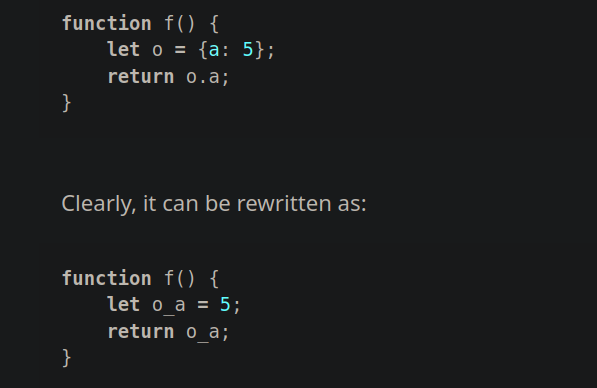 function f() {
    let o = {a: 5};
    return o.a;
}
Clearly, it can be rewritten as:
function f() {
    let o_a = 5;
    return o_a;
}